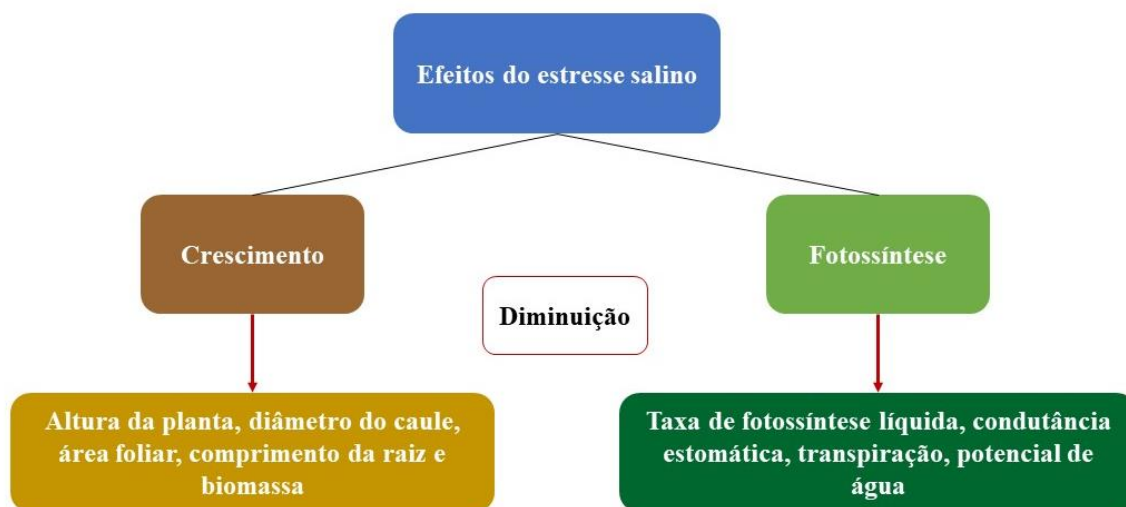 Efeitos do estresse salino
Crescimento
Fotossíntese
Diminuição
Altura da planta, diâmetro do caule,
área foliar, comprimento da raiz e
biomassa
Taxa de fotossíntese líquida, condutância
estomática, transpiração, potencial de
água